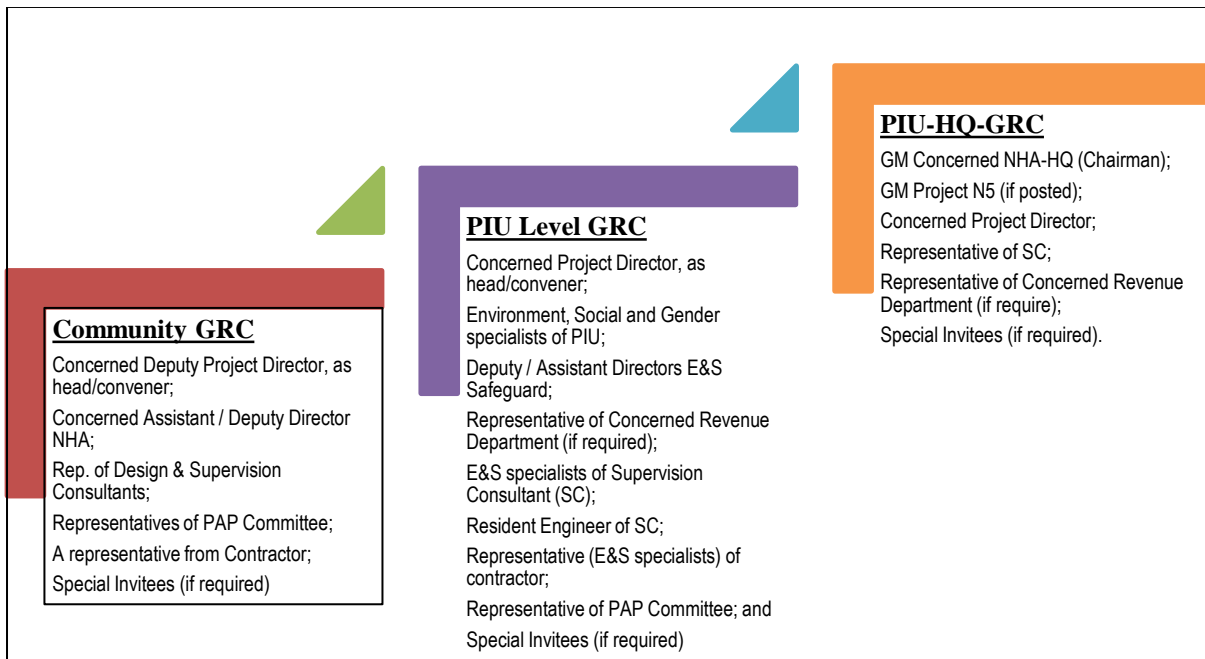 Community GRC
Concerned Deputy Project Director, as
head/convener;
Concerned Assistant / Deputy Director
NHA;
Rep. of Design & Supervision
Consultants;
Representatives of PAP Committee;
A representative from Contractor;
Special Invitees (if required)
PIU Level GRC
Concerned Project Director, as
head/convener;
Environment, Social and Gender
specialists of PIU;
Deputy / Assistant Directors E&S
Safeguard;
Representative of Concerned Revenue
Department (if required);
E&S specialists of Supervision
Consultant (SC);
Resident Engineer of SC;
Representative (E&S specialists) of
contractor;
Representative of PAP Committee; and
Special Invitees (if required)
PIU-HQ-GRC
GM Concerned NHA-HQ (Chairman);
GM Project N5 (if posted);
Concerned Project Director;
Representative of SC;
Representative of Concerned Revenue
Department (if require);
Special Invitees (if required).